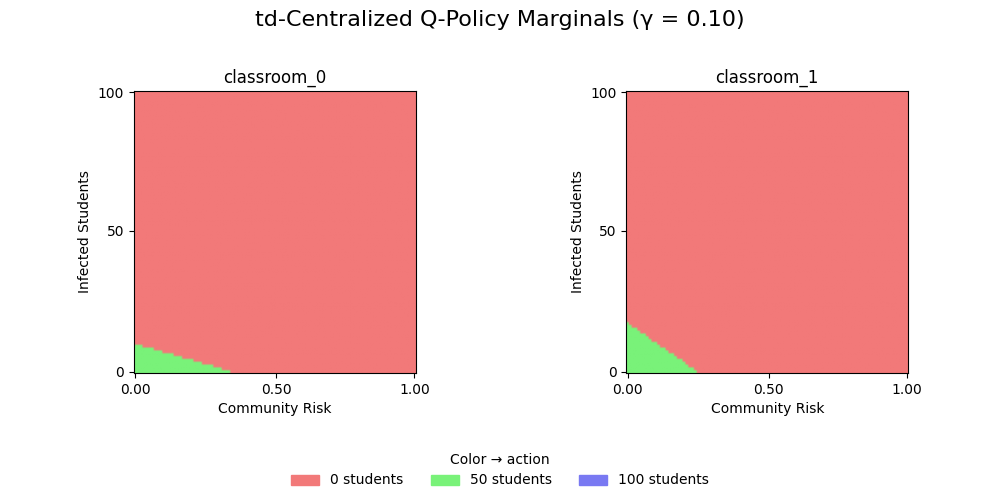 td-Centralized Q-Policy Marginals (γ = 0.10)
classroom_0
100
50
0
Infected Students
0.00 0.50 1.00
Community Risk
classroom_1
100
50
0
Infected Students
0.00 0.50 1.00
Community Risk
Color → action
0 students 50 students 100 students